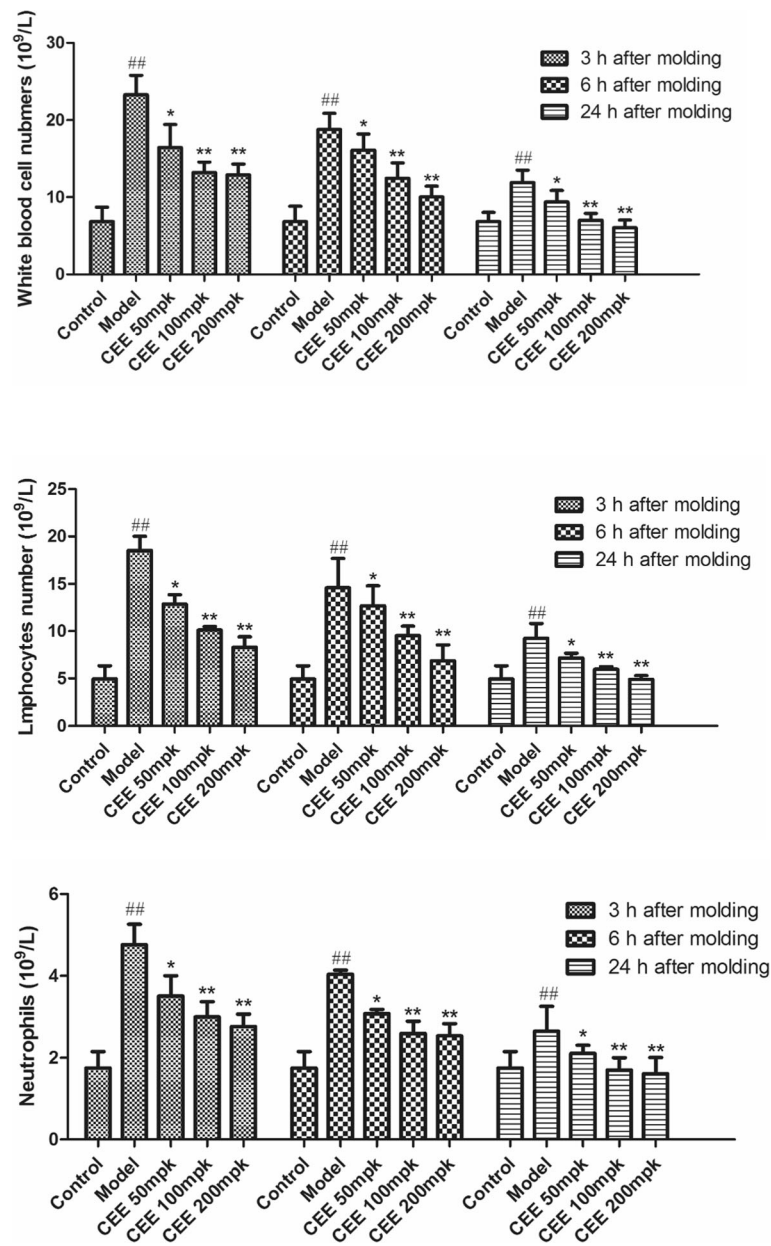 White blood cell nubmers (10⁹/L)
30
20
10
0
##
*
**
**
##
*
**
**
##
*
**
**
3 h after molding
6 h after molding
24 h after molding
Control
Model
CEE 50mpk
CEE 100mpk
CEE 200mpk
Control
Model
CEE 50mpk
CEE 100mpk
CEE 200mpk
Control
Model
CEE 50mpk
CEE 100mpk
CEE 200mpk
Lmphocytes number (10⁹/L)
25
20
15
10
5
0
##
*
**
**
##
*
**
**
##
*
**
**
3 h after molding
6 h after molding
24 h after molding
Control
Model
CEE 50mpk
CEE 100mpk
CEE 200mpk
Control
Model
CEE 50mpk
CEE 100mpk
CEE 200mpk
Control
Model
CEE 50mpk
CEE 100mpk
CEE 200mpk
Neutrophils (10⁹/L)
6
4
2
0
##
*
**
**
##
*
**
**
##
*
**
**
3 h after molding
6 h after molding
24 h after molding
Control
Model
CEE 50mpk
CEE 100mpk
CEE 200mpk
Control
Model
CEE 50mpk
CEE 100mpk
CEE 200mpk
Control
Model
CEE 50mpk
CEE 100mpk
CEE 200mpk